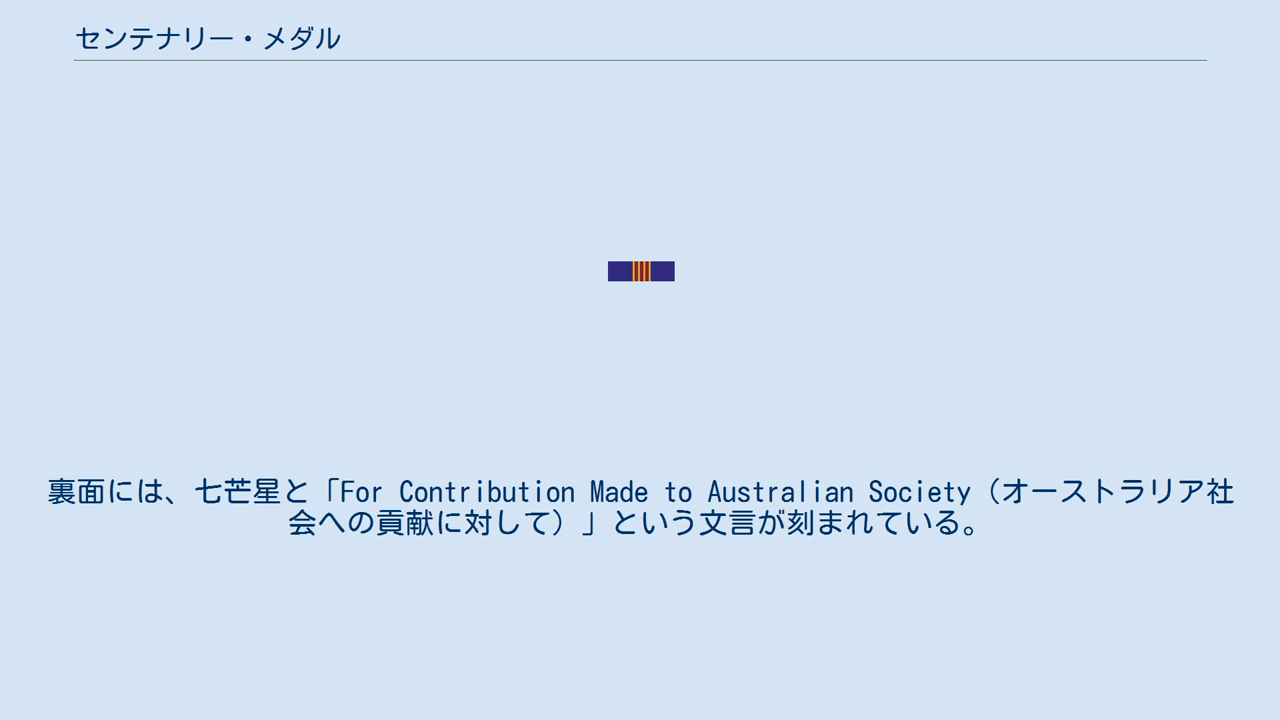 センテナリー・メダル
裏面には、七芒星と「For Contribution Made to Australian Society（オーストラリア社
会への貢献に対して）」という文言が刻まれている。